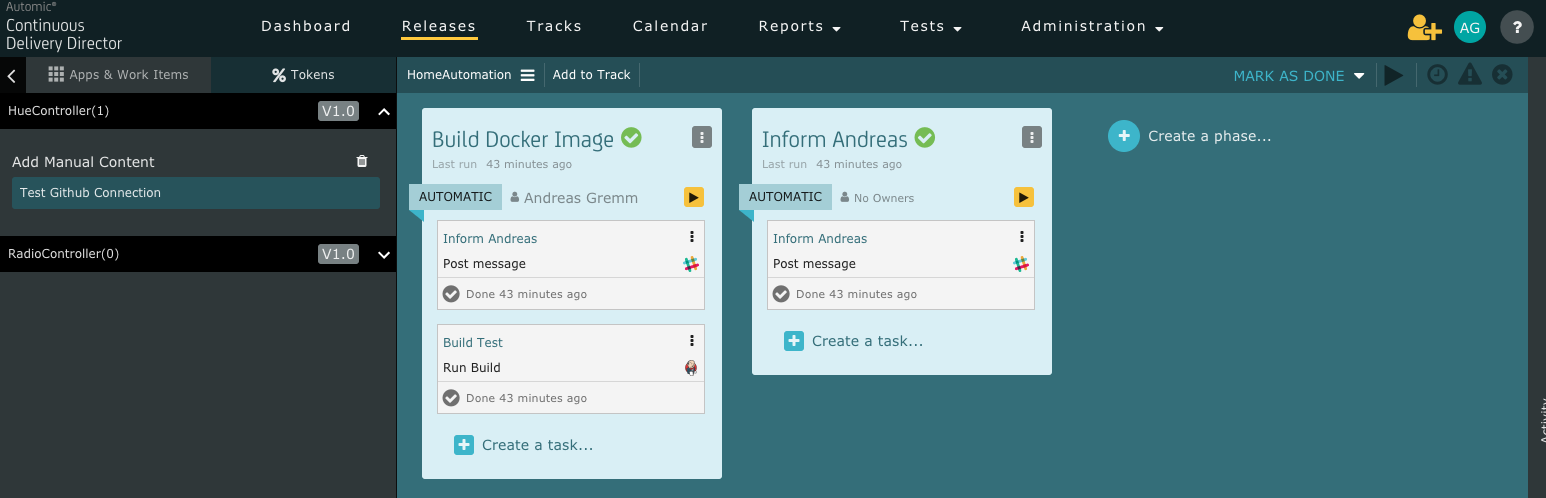 Automic®
Continuous
Delivery Director
Dashboard
Releases
Tracks
Calendar
Reports
Tests
Administration
AG
?
Apps & Work Items
Tokens
HomeAutomation
Add to Track
MARK AS DONE
HueController(1)
V1.0
Add Manual Content
Test Github Connection
RadioController(0)
V1.0
Build Docker Image
Last run 43 minutes ago
AUTOMATIC
Andreas Gremm
Inform Andreas
Post message
Done 43 minutes ago
Build Test
Run Build
Done 43 minutes ago
Create a task...
Inform Andreas
Last run 43 minutes ago
AUTOMATIC
No Owners
Inform Andreas
Post message
Done 43 minutes ago
Create a task...
Create a phase...
Activity